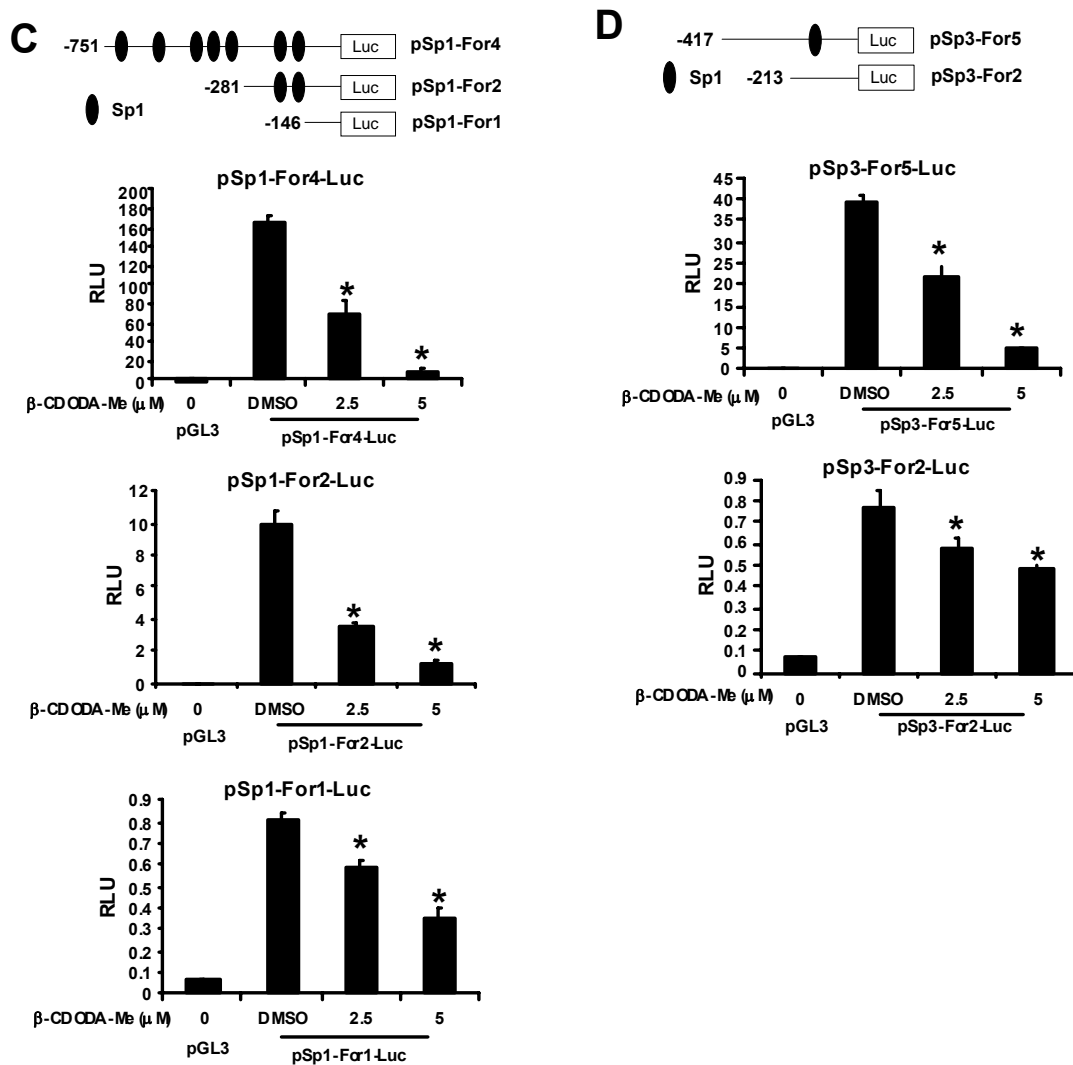 C
-751 Luc pSp1-For4
-281 Luc pSp1-For2
Sp1
-146 Luc pSp1-For1
pSp1-For4-Luc
RLU
200
180
160
140
120
100
80
60
40
20
0
β-CDODA-Me (μM) 0 DMSO 2.5 5
* *
pGL3 pSp1-For4-Luc
pSp1-For2-Luc
RLU
12
10
8
6
4
2
0
* *
β-CDODA-Me (μM) 0 DMSO 2.5 5
pGL3 pSp1-For2-Luc
pSp1-For1-Luc
RLU
0.9
0.8
0.7
0.6
0.5
0.4
0.3
0.2
0.1
0
* *
β-CDODA-Me (μM) 0 DMSO 2.5 5
pGL3 pSp1-For1-Luc
D
-417 Luc pSp3-For5
Sp1 -213 Luc pSp3-For2
pSp3-For5-Luc
RLU
45
40
35
30
25
20
15
10
5
0
* *
β-CDODA-Me (μM) 0 DMSO 2.5 5
pGL3 pSp3-For5-Luc
pSp3-For2-Luc
RLU
0.9
0.8
0.7
0.6
0.5
0.4
0.3
0.2
0.1
0
* *
β-CDODA-Me (μM) 0 DMSO 2.5 5
pGL3 pSp3-For2-Luc